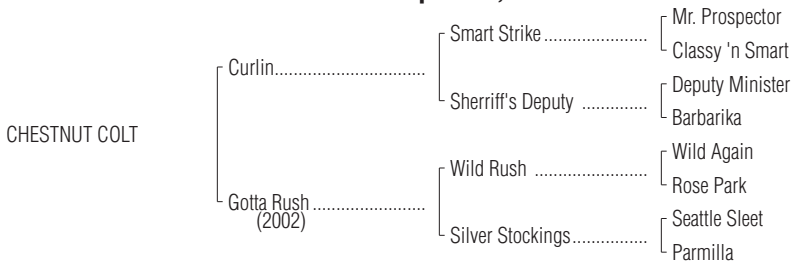 Mr. Prospector
Smart Strike
Classy 'n Smart
Curlin
Deputy Minister
Sherriff's Deputy
Barbarika
CHESTNUT COLT
Wild Again
Wild Rush
Rose Park
Gotta Rush
(2002)
Seattle Sleet
Silver Stockings
Parmilla